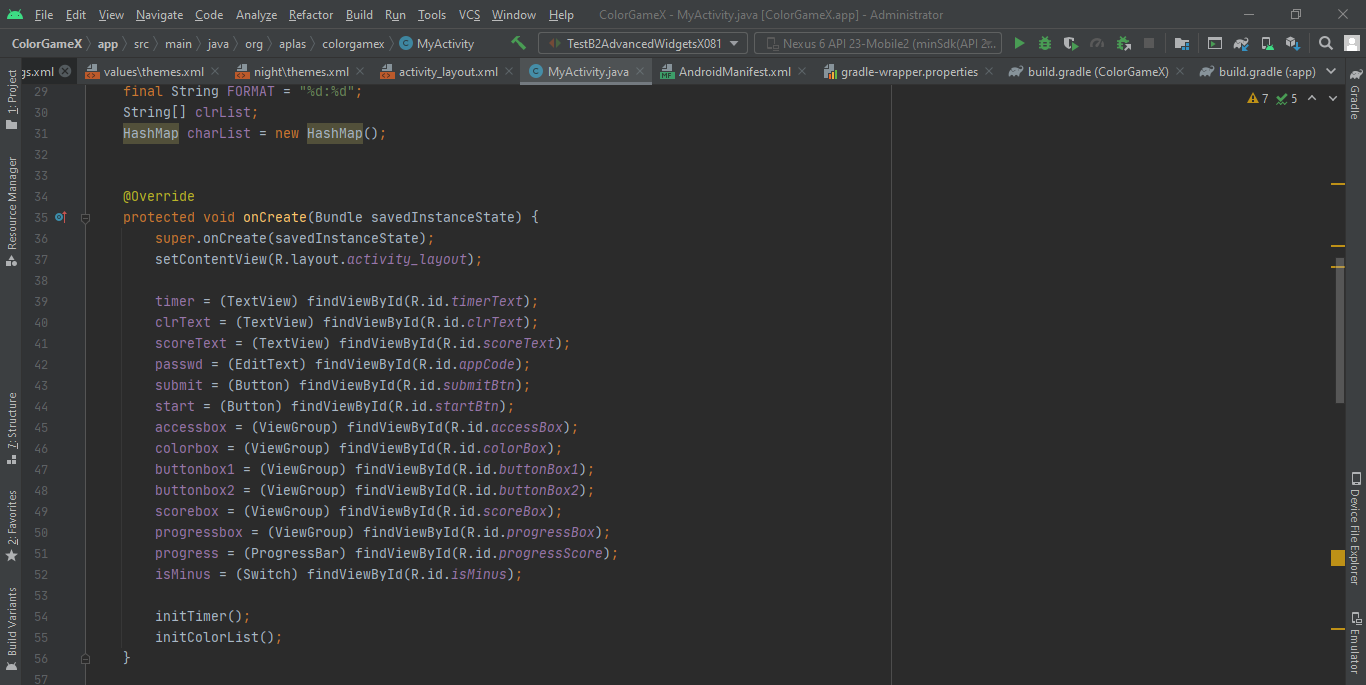 File Edit View Navigate Code Analyze Refactor Build Run Tools VCS Window Help ColorGameX - MyActivity.java [ColorGameX.app] - Administrator
ColorGameX app src main java org aplas colorgamex MyActivity TestB2AdvancedWidgetsX081 Nexus 6 API 23-Mobile2 (minSdk(API 2r...
gs.xml values\themes.xml night\themes.xml activity_layout.xml MyActivity.java AndroidManifest.xml gradle-wrapper.properties build.gradle (ColorGameX) build.gradle (:app)
1: Project
Resource Manager
7: Structure
2: Favorites
Build Variants
29 final String FORMAT = "%d:%d";
30 String[] clrList;
31 HashMap charList = new HashMap();
32
33
34 @Override
35 protected void onCreate(Bundle savedInstanceState) {
36 super.onCreate(savedInstanceState);
37 setContentView(R.layout.activity_layout);
38
39 timer = (TextView) findViewById(R.id.timerText);
40 clrText = (TextView) findViewById(R.id.clrText);
41 scoreText = (TextView) findViewById(R.id.scoreText);
42 passwd = (EditText) findViewById(R.id.appCode);
43 submit = (Button) findViewById(R.id.submitBtn);
44 start = (Button) findViewById(R.id.startBtn);
45 accessbox = (ViewGroup) findViewById(R.id.accessBox);
46 colorbox = (ViewGroup) findViewById(R.id.colorBox);
47 buttonbox1 = (ViewGroup) findViewById(R.id.buttonBox1);
48 buttonbox2 = (ViewGroup) findViewById(R.id.buttonBox2);
49 scorebox = (ViewGroup) findViewById(R.id.scoreBox);
50 progressbox = (ViewGroup) findViewById(R.id.progressBox);
51 progress = (ProgressBar) findViewById(R.id.progressScore);
52 isMinus = (Switch) findViewById(R.id.isMinus);
53
54 initTimer();
55 initColorList();
56 }
57
7 5
Gradle
Device File Explorer
Emulator